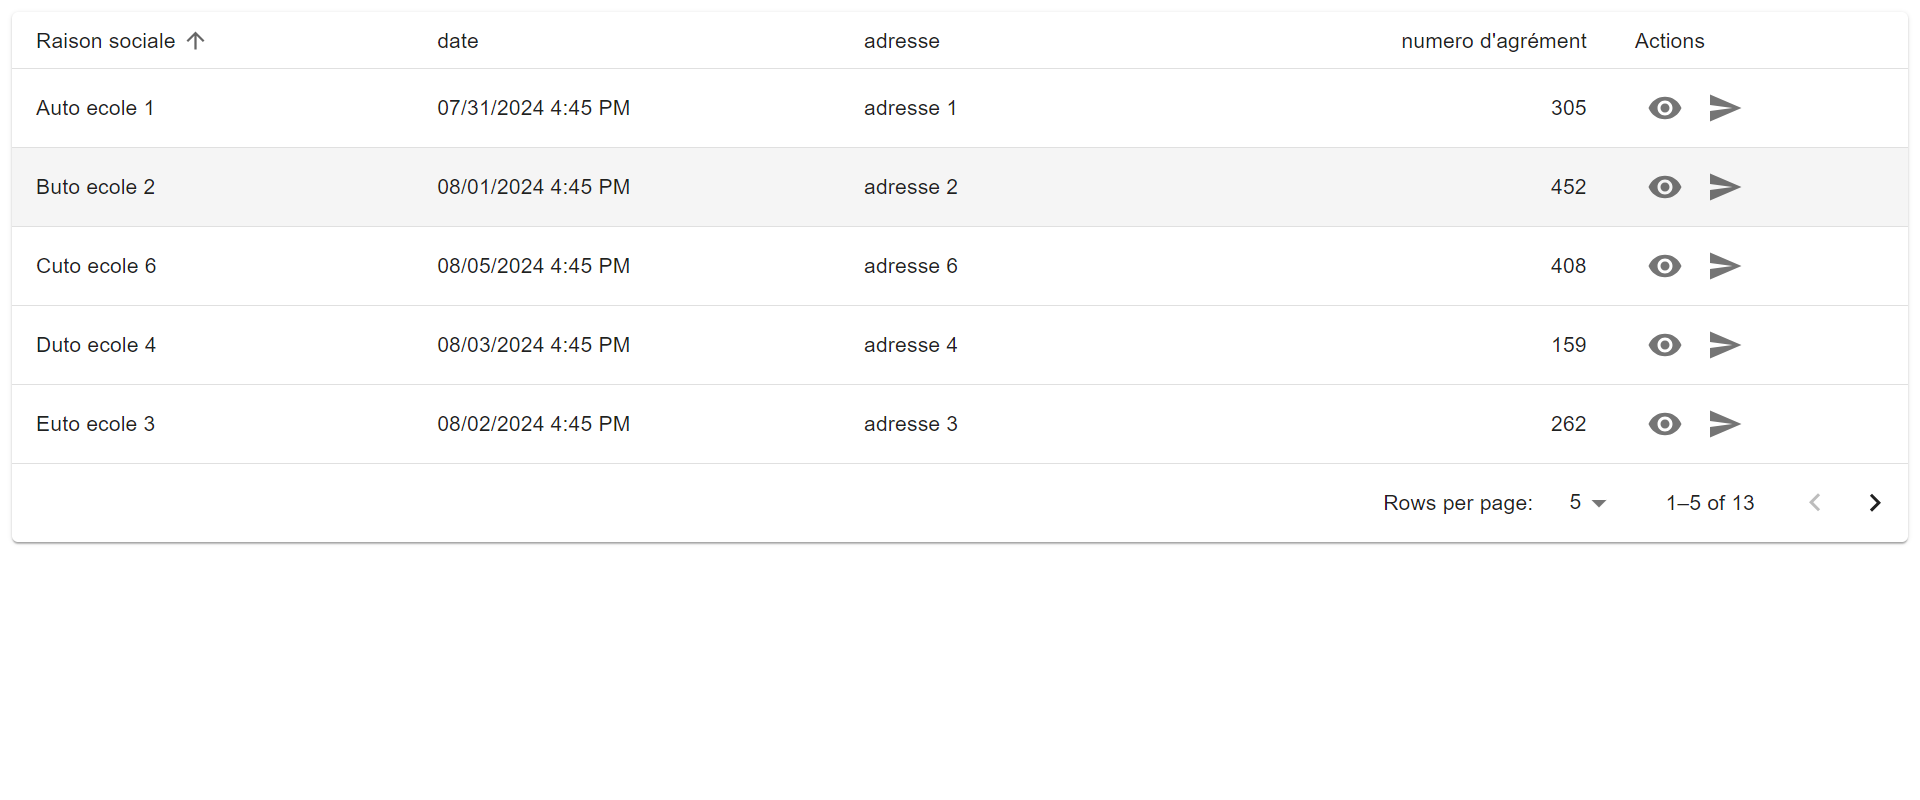 Raison sociale date adresse numero d'agrément Actions
Auto ecole 1 07/31/2024 4:45 PM adresse 1 305
Buto ecole 2 08/01/2024 4:45 PM adresse 2 452
Cuto ecole 6 08/05/2024 4:45 PM adresse 6 408
Duto ecole 4 08/03/2024 4:45 PM adresse 4 159
Euto ecole 3 08/02/2024 4:45 PM adresse 3 262
Rows per page: 5 1–5 of 13